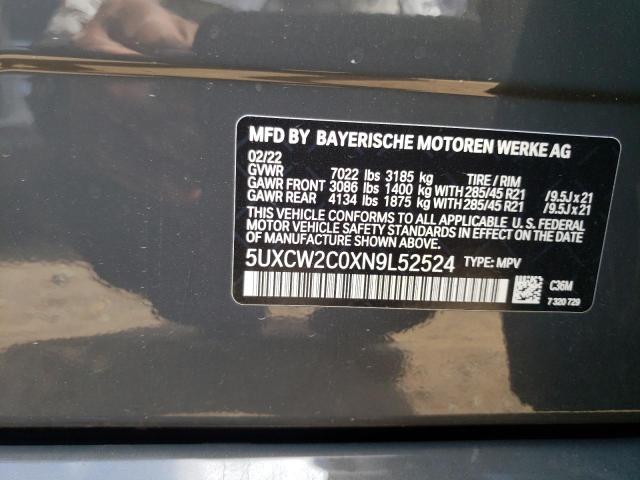 MFD BY BAYERISCHE MOTOREN WERKE AG
02/22
GVWR 7022 lbs 3185 kg TIRE / RIM
GAWR FRONT 3086 lbs 1400 kg WITH 285/45 R21 /9.5J x 21
GAWR REAR 4134 lbs 1875 kg WITH 285/45 R21 /9.5J x 21
THIS VEHICLE CONFORMS TO ALL APPLICABLE U. S. FEDERAL
MOTOR VEHICLE SAFETY STANDARDS IN EFFECT ON THE DATE
OF MANUFACTURE SHOWN ABOVE.
5UXCW2C0XN9L52524 TYPE: MPV
C36M
7 320 729